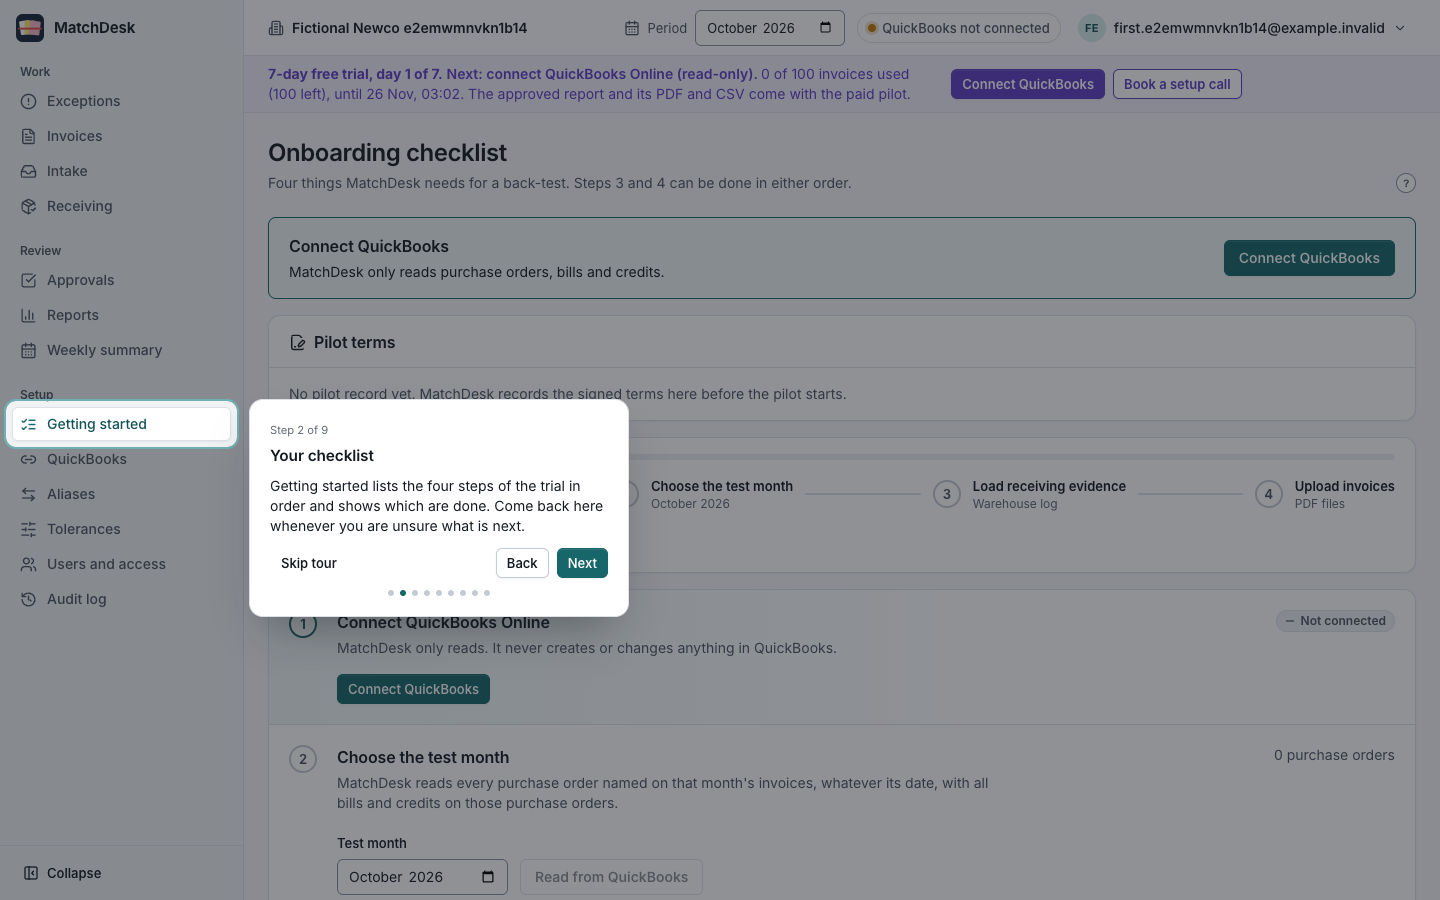 MatchDesk
Work
Exceptions
Invoices
Intake
Receiving
Review
Approvals
Reports
Weekly summary
Setup
Getting started
QuickBooks
Aliases
Tolerances
Users and access
Audit log
Collapse
Fictional Newco e2emwmnvkn1b14
Period
October 2026
QuickBooks not connected
FE
first.e2emwmnvkn1b14@example.invalid
7-day free trial, day 1 of 7. Next: connect QuickBooks Online (read-only). 0 of 100 invoices used
(100 left), until 26 Nov, 03:02. The approved report and its PDF and CSV come with the paid pilot.
Connect QuickBooks
Book a setup call
Onboarding checklist
Four things MatchDesk needs for a back-test. Steps 3 and 4 can be done in either order.
?
Connect QuickBooks
MatchDesk only reads purchase orders, bills and credits.
Connect QuickBooks
Pilot terms
No pilot record yet. MatchDesk records the signed terms here before the pilot starts.
Step 2 of 9
Your checklist
Getting started lists the four steps of the trial in
order and shows which are done. Come back here
whenever you are unsure what is next.
Skip tour
Back
Next
Choose the test month
October 2026
3
Load receiving evidence
Warehouse log
4
Upload invoices
PDF files
1
Connect QuickBooks Online
Not connected
MatchDesk only reads. It never creates or changes anything in QuickBooks.
Connect QuickBooks
2
Choose the test month
0 purchase orders
MatchDesk reads every purchase order named on that month's invoices, whatever its date, with all
bills and credits on those purchase orders.
Test month
October 2026
Read from QuickBooks